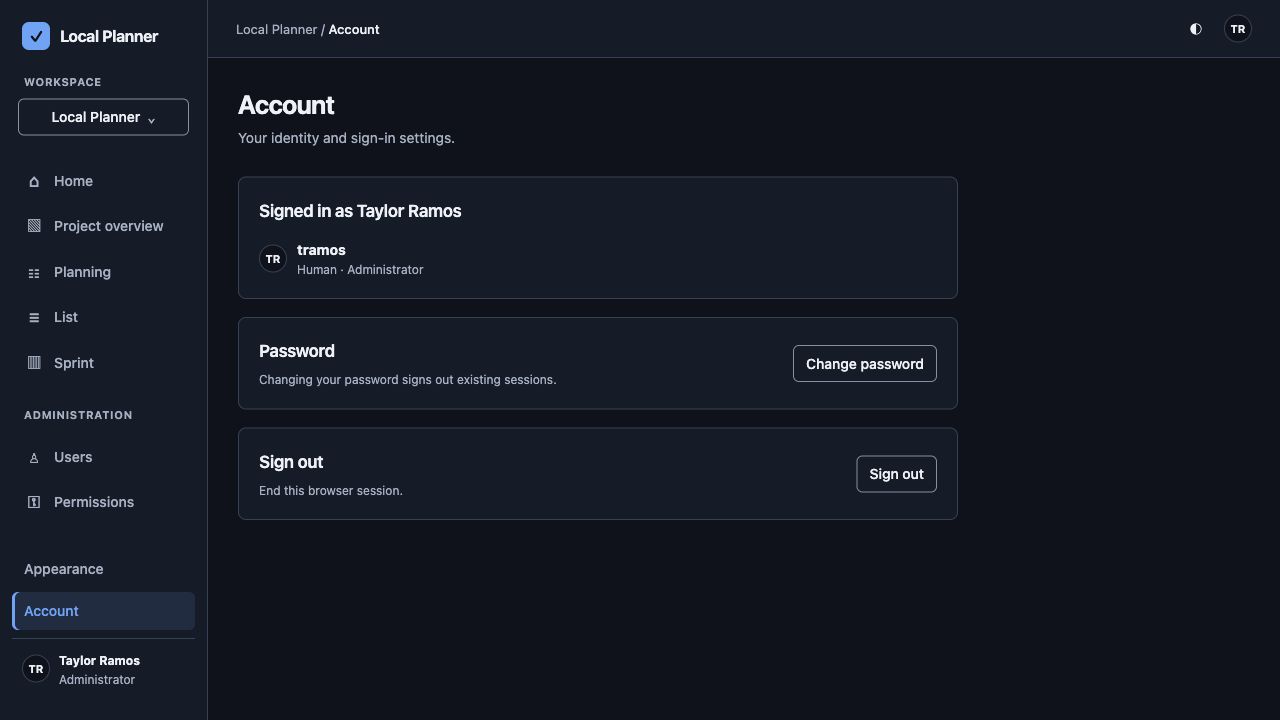 Local Planner
WORKSPACE
Local Planner
Home
Project overview
Planning
List
Sprint
ADMINISTRATION
Users
Permissions
Appearance
Account
TR
Taylor Ramos
Administrator
Local Planner / Account
TR
Account
Your identity and sign-in settings.
Signed in as Taylor Ramos
TR
tramos
Human · Administrator
Password
Changing your password signs out existing sessions.
Change password
Sign out
End this browser session.
Sign out